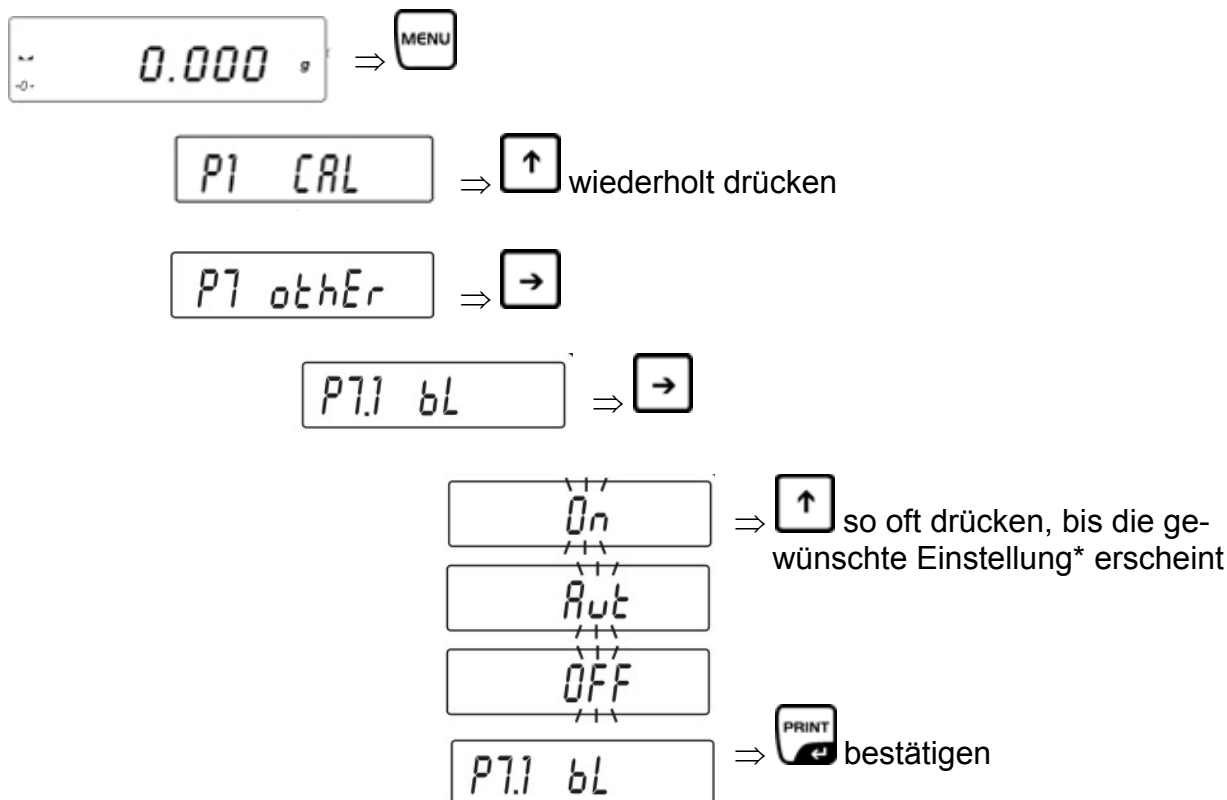 0.000 g ⇒ MENU
-0-
P1 CAL ⇒ ↑ wiederholt drücken
P7 othEr ⇒ →
P7.1 bL ⇒ →
On ⇒ ↑ so oft drücken, bis die ge-
wünschte Einstellung* erscheint
Aut
OFF
PRINT
P7.1 bL ⇒ ↵ bestätigen